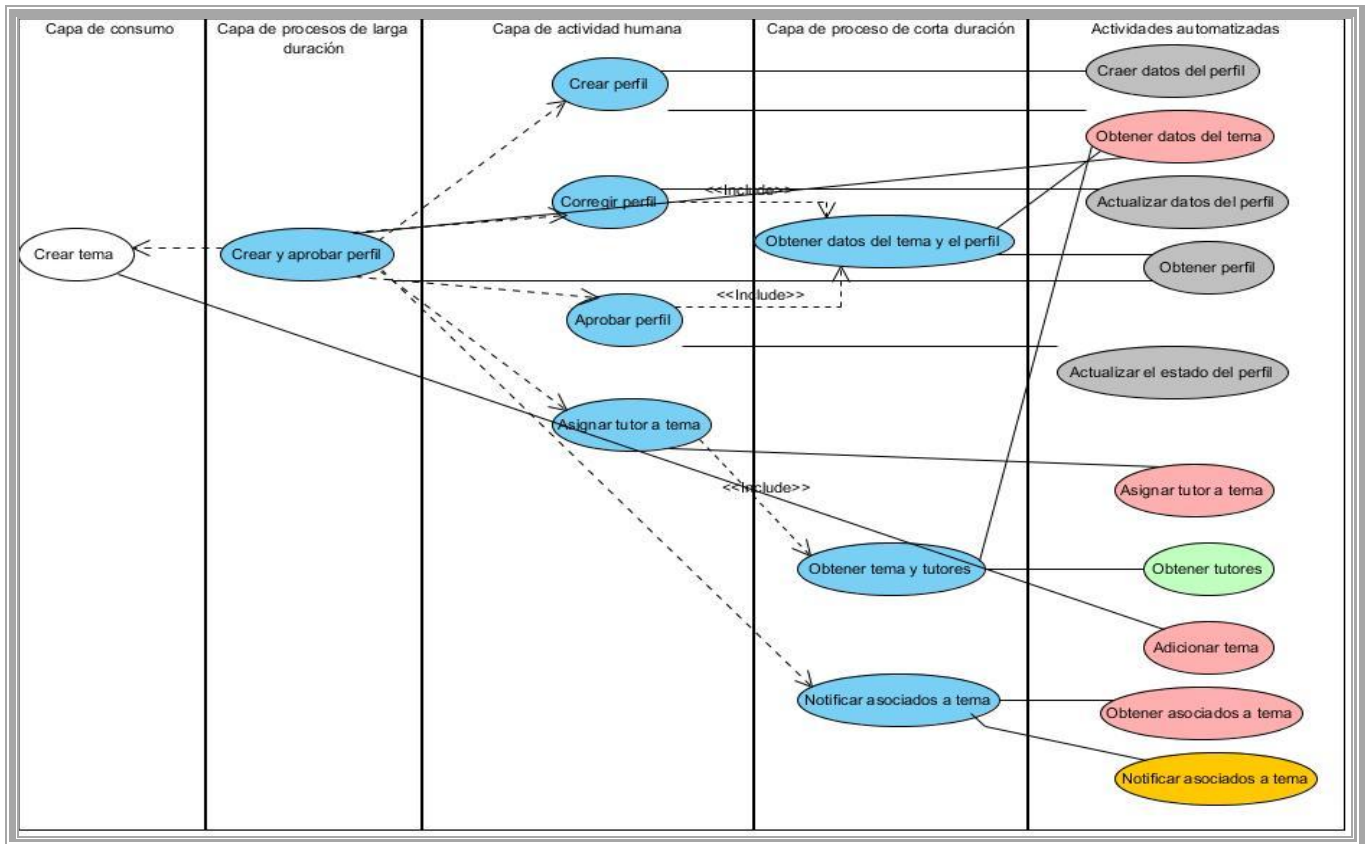 Capa de consumo
Capa de procesos de larga
duración
Capa de actividad humana
Capa de proceso de corta duración
Actividades automatizadas
Crear perfil
Craer datos del perfil
Obtener datos del tema
Corregir perfil
<<Include>>
Actualizar datos del perfil
Crear tema
Crear y aprobar perfil
Obtener datos del tema y el perfil
Obtener perfil
<<Include>>
Aprobar perfil
Actualizar el estado del perfil
Asignar tutor a tema
<<Include>>
Asignar tutor a tema
Obtener tema y tutores
Obtener tutores
Adicionar tema
Notificar asociados a tema
Obtener asociados a tema
Notificar asociados a tema